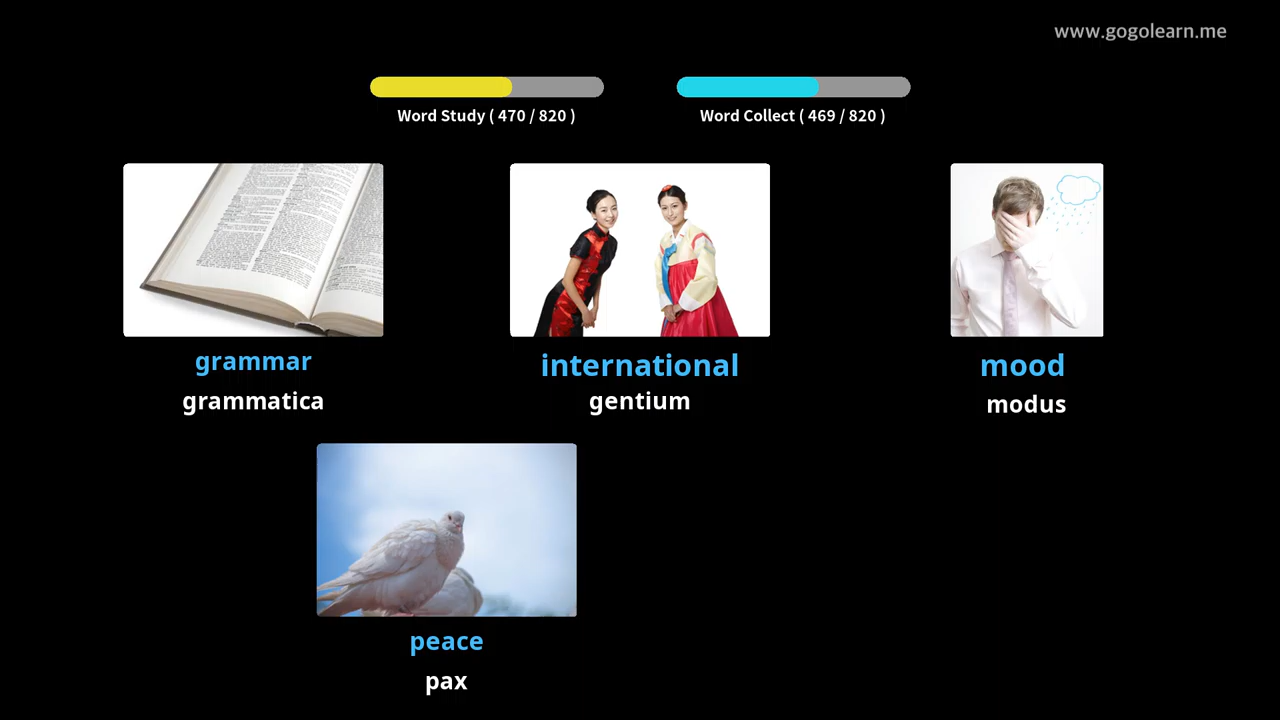 www.gogolearn.me
Word Study ( 470 / 820 )
Word Collect ( 469 / 820 )
grammar
grammatica
international
gentium
mood
modus
peace
pax